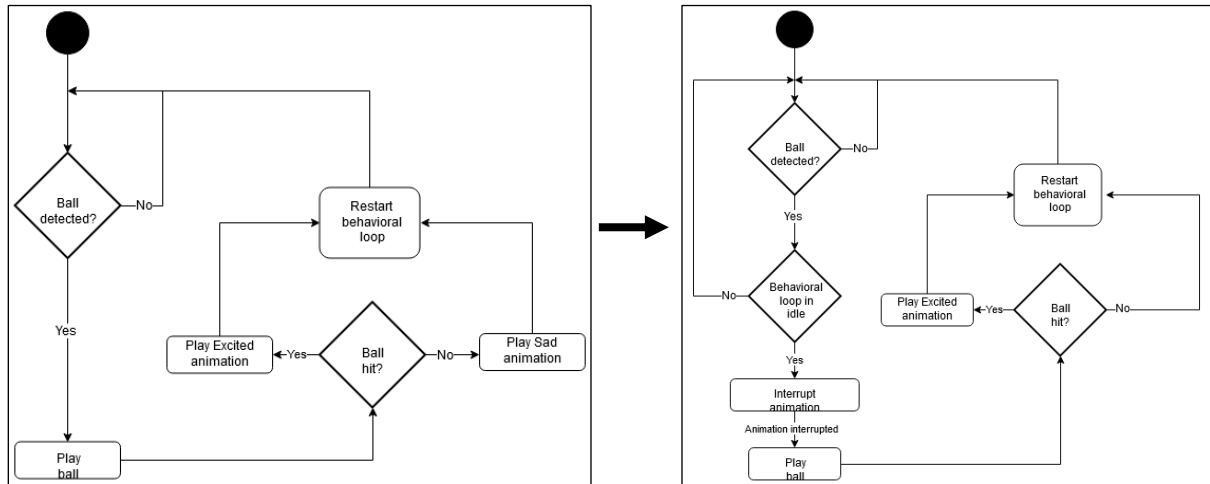 Ball
detected?
No
Yes
Restart
behavioral
loop
Play Excited
animation
Yes
Ball
hit?
No
Play Sad
animation
Play
ball
Ball
detected?
No
Yes
Behavioral
loop in
idle
No
Yes
Interrupt
animation
Animation interrupted
Play
ball
Restart
behavioral
loop
Play Excited
animation
Yes
Ball
hit?
No